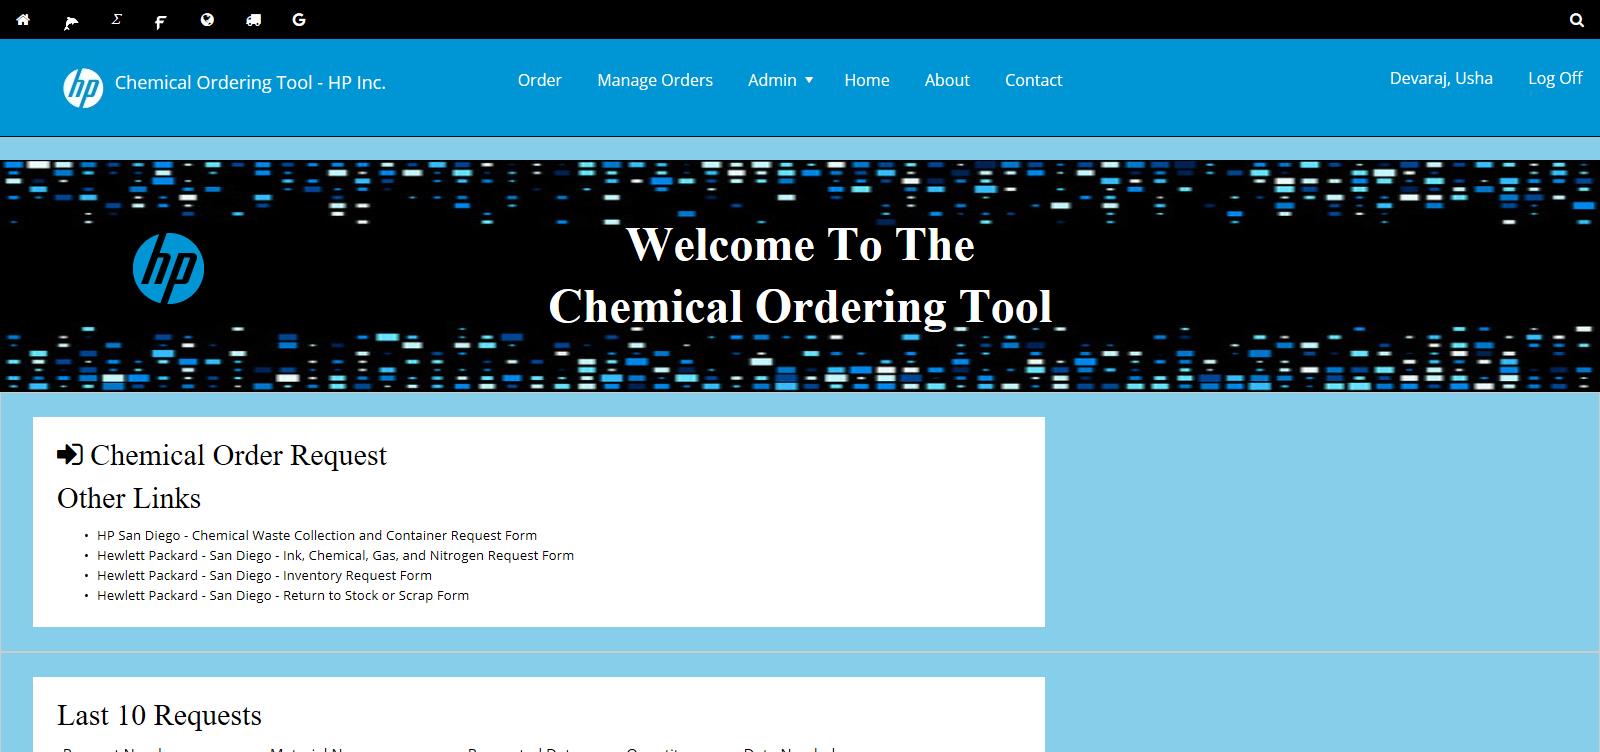 hp Chemical Ordering Tool - HP Inc. Order Manage Orders Admin Home About Contact Devaraj, Usha Log Off
hp
Welcome To The
Chemical Ordering Tool
Chemical Order Request
Other Links
• HP San Diego - Chemical Waste Collection and Container Request Form
• Hewlett Packard - San Diego - Ink, Chemical, Gas, and Nitrogen Request Form
• Hewlett Packard - San Diego - Inventory Request Form
• Hewlett Packard - San Diego - Return to Stock or Scrap Form
Last 10 Requests